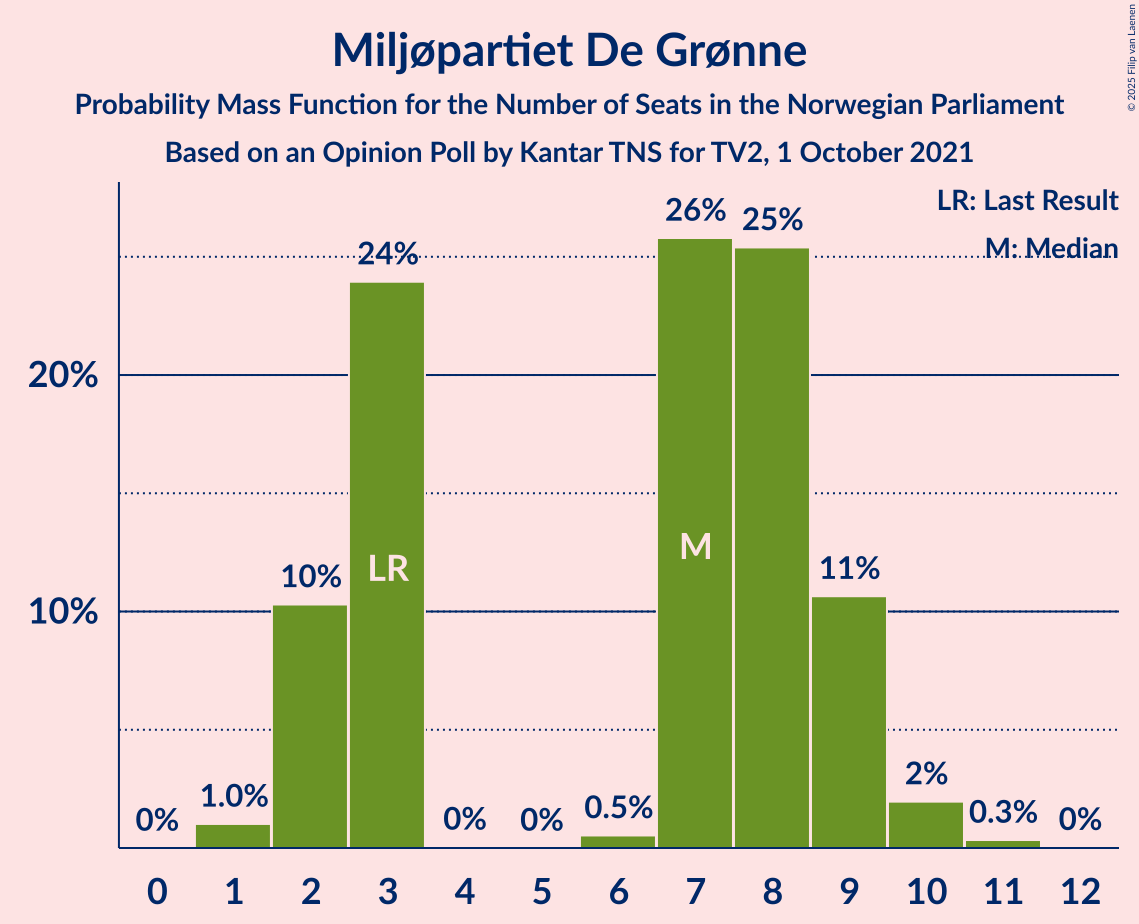 Miljøpartiet De Grønne
Probability Mass Function for the Number of Seats in the Norwegian Parliament
Based on an Opinion Poll by Kantar TNS for TV2, 1 October 2021
© 2025 Filip van Laenen
LR: Last Result
M: Median
20%
10%
0%
1.0%
10%
24%
0%
0%
0.5%
26%
25%
11%
2%
0.3%
0%
LR
M
0 1 2 3 4 5 6 7 8 9 10 11 12